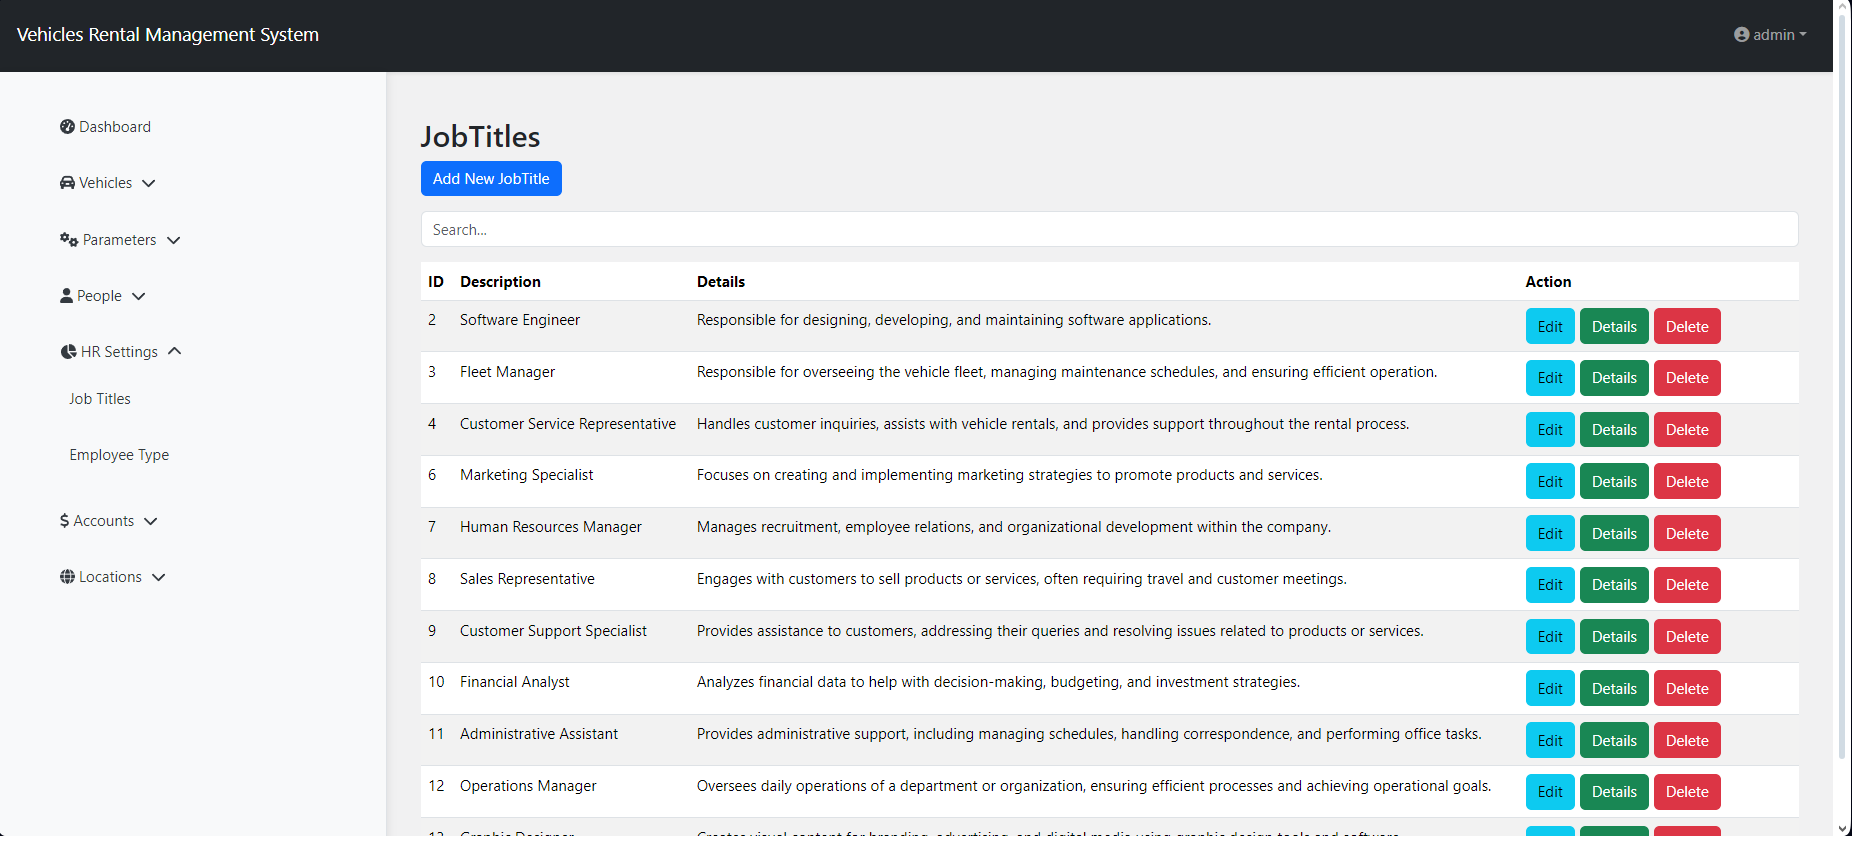 Vehicles Rental Management System
admin
Dashboard
Vehicles
Parameters
People
HR Settings
Job Titles
Employee Type
Accounts
Locations
JobTitles
Add New JobTitle
Search...
ID Description Details Action
2 Software Engineer Responsible for designing, developing, and maintaining software applications. Edit Details Delete
3 Fleet Manager Responsible for overseeing the vehicle fleet, managing maintenance schedules, and ensuring efficient operation. Edit Details Delete
4 Customer Service Representative Handles customer inquiries, assists with vehicle rentals, and provides support throughout the rental process. Edit Details Delete
6 Marketing Specialist Focuses on creating and implementing marketing strategies to promote products and services. Edit Details Delete
7 Human Resources Manager Manages recruitment, employee relations, and organizational development within the company. Edit Details Delete
8 Sales Representative Engages with customers to sell products or services, often requiring travel and customer meetings. Edit Details Delete
9 Customer Support Specialist Provides assistance to customers, addressing their queries and resolving issues related to products or services. Edit Details Delete
10 Financial Analyst Analyzes financial data to help with decision-making, budgeting, and investment strategies. Edit Details Delete
11 Administrative Assistant Provides administrative support, including managing schedules, handling correspondence, and performing office tasks. Edit Details Delete
12 Operations Manager Oversees daily operations of a department or organization, ensuring efficient processes and achieving operational goals. Edit Details Delete